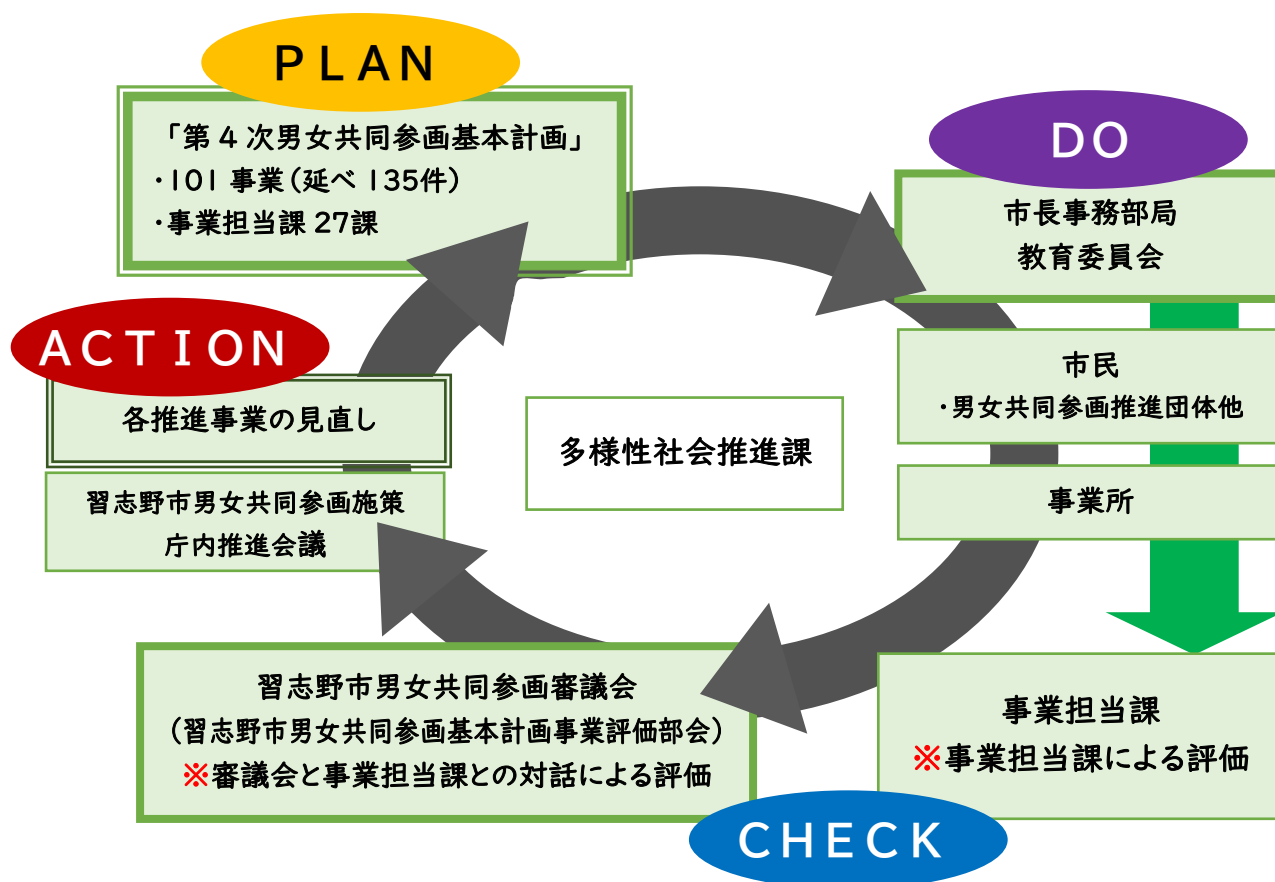 PLAN
「第4次男女共同参画基本計画」
・101事業(延べ135件)
・事業担当課27課
DO
市長事務部局
教育委員会
市民
・男女共同参画推進団体他
事業所
事業担当課
※事業担当課による評価
CHECK
習志野市男女共同参画審議会
(習志野市男女共同参画基本計画事業評価部会)
※審議会と事業担当課との対話による評価
ACTION
各推進事業の見直し
習志野市男女共同参画施策
庁内推進会議
多様性社会推進課